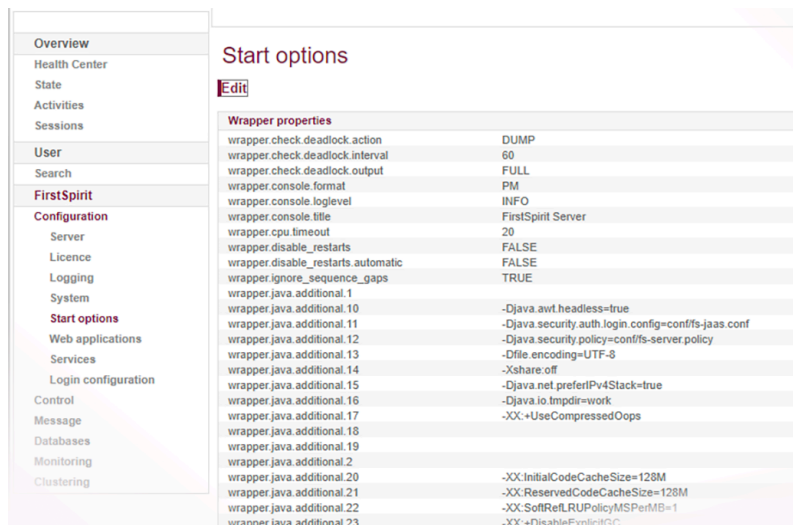 Overview
Health Center
State
Activities
Sessions
User
Search
FirstSpirit
Configuration
Server
Licence
Logging
System
Start options
Web applications
Services
Login configuration
Control
Message
Databases
Monitoring
Clustering
Start options
Edit
Wrapper properties
wrapper.check.deadlock.action DUMP
wrapper.check.deadlock.interval 60
wrapper.check.deadlock.output FULL
wrapper.console.format PM
wrapper.console.loglevel INFO
wrapper.console.title FirstSpirit Server
wrapper.cpu.timeout 20
wrapper.disable_restarts FALSE
wrapper.disable_restarts.automatic FALSE
wrapper.ignore_sequence_gaps TRUE
wrapper.java.additional.1
wrapper.java.additional.10 -Djava.awt.headless=true
wrapper.java.additional.11 -Djava.security.auth.login.config=conf/fs-jaas.conf
wrapper.java.additional.12 -Djava.security.policy=conf/fs-server.policy
wrapper.java.additional.13 -Dfile.encoding=UTF-8
wrapper.java.additional.14 -Xshare:off
wrapper.java.additional.15 -Djava.net.preferIPv4Stack=true
wrapper.java.additional.16 -Djava.io.tmpdir=work
wrapper.java.additional.17 -XX:+UseCompressedOops
wrapper.java.additional.18
wrapper.java.additional.19
wrapper.java.additional.2
wrapper.java.additional.20 -XX:InitialCodeCacheSize=128M
wrapper.java.additional.21 -XX:ReservedCodeCacheSize=128M
wrapper.java.additional.22 -XX:SoftRefLRUPolicyMSPerMB=1
wrapper.java.additional.23 -XX:+DisableExplicitGC